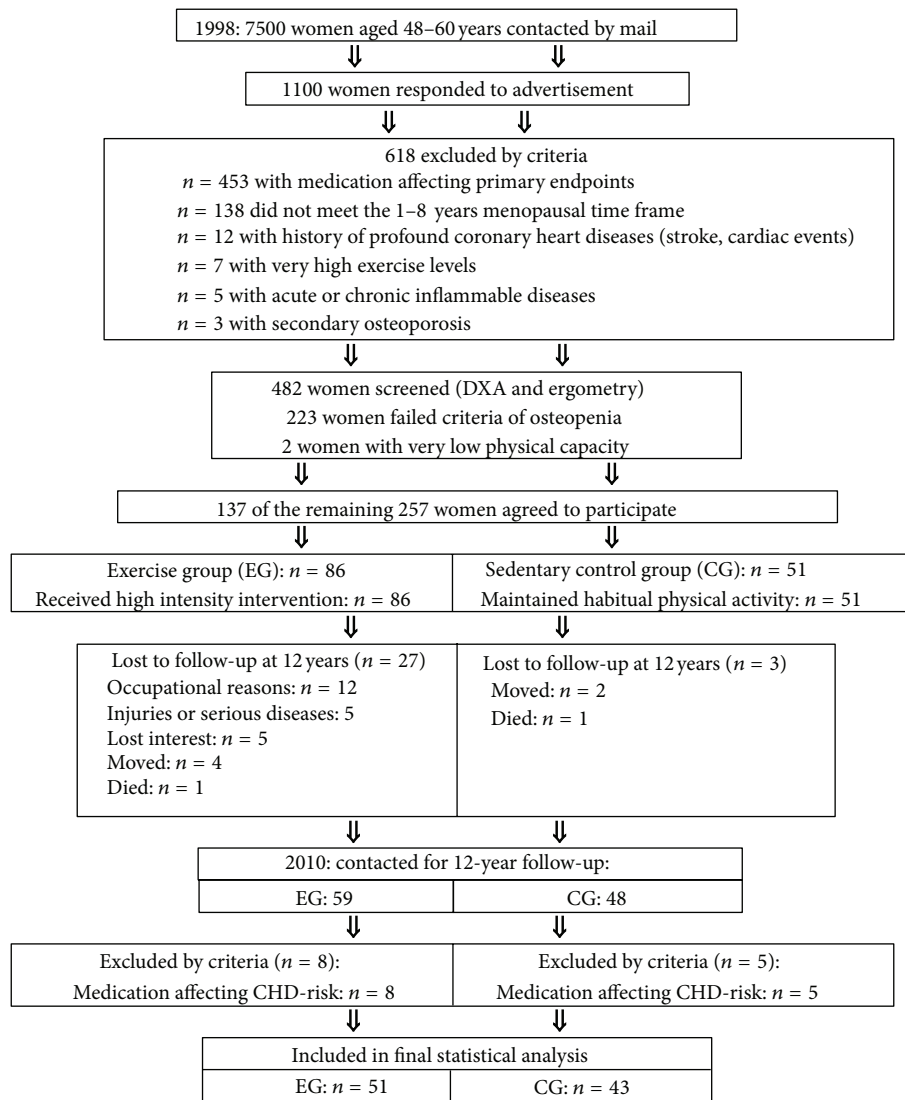 1998: 7500 women aged 48–60 years contacted by mail
1100 women responded to advertisement
618 excluded by criteria
n = 453 with medication affecting primary endpoints
n = 138 did not meet the 1–8 years menopausal time frame
n = 12 with history of profound coronary heart diseases (stroke, cardiac events)
n = 7 with very high exercise levels
n = 5 with acute or chronic inflammable diseases
n = 3 with secondary osteoporosis
482 women screened (DXA and ergometry)
223 women failed criteria of osteopenia
2 women with very low physical capacity
137 of the remaining 257 women agreed to participate
Exercise group (EG): n = 86
Received high intensity intervention: n = 86
Sedentary control group (CG): n = 51
Maintained habitual physical activity: n = 51
Lost to follow-up at 12 years (n = 27)
Occupational reasons: n = 12
Injuries or serious diseases: 5
Lost interest: n = 5
Moved: n = 4
Died: n = 1
Lost to follow-up at 12 years (n = 3)
Moved: n = 2
Died: n = 1
2010: contacted for 12-year follow-up:
EG: 59
CG: 48
Excluded by criteria (n = 8):
Medication affecting CHD-risk: n = 8
Excluded by criteria (n = 5):
Medication affecting CHD-risk: n = 5
Included in final statistical analysis
EG: n = 51
CG: n = 43